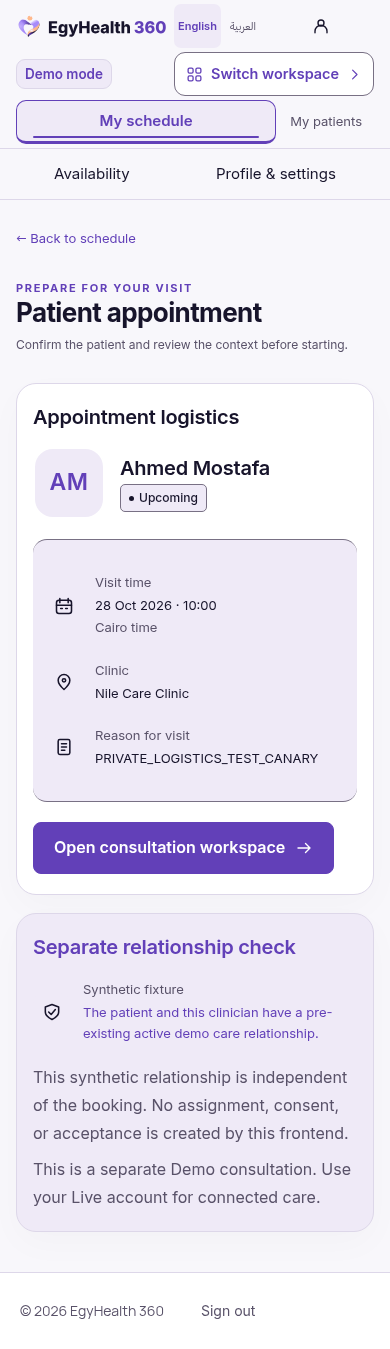 EgyHealth 360 English العربية
Demo mode Switch workspace
My schedule My patients
Availability Profile & settings
← Back to schedule
PREPARE FOR YOUR VISIT
Patient appointment
Confirm the patient and review the context before starting.
Appointment logistics
AM Ahmed Mostafa
Upcoming
Visit time
28 Oct 2026 · 10:00
Cairo time
Clinic
Nile Care Clinic
Reason for visit
PRIVATE_LOGISTICS_TEST_CANARY
Open consultation workspace →
Separate relationship check
Synthetic fixture
The patient and this clinician have a pre-
existing active demo care relationship.
This synthetic relationship is independent
of the booking. No assignment, consent,
or acceptance is created by this frontend.
This is a separate Demo consultation. Use
your Live account for connected care.
© 2026 EgyHealth 360 Sign out